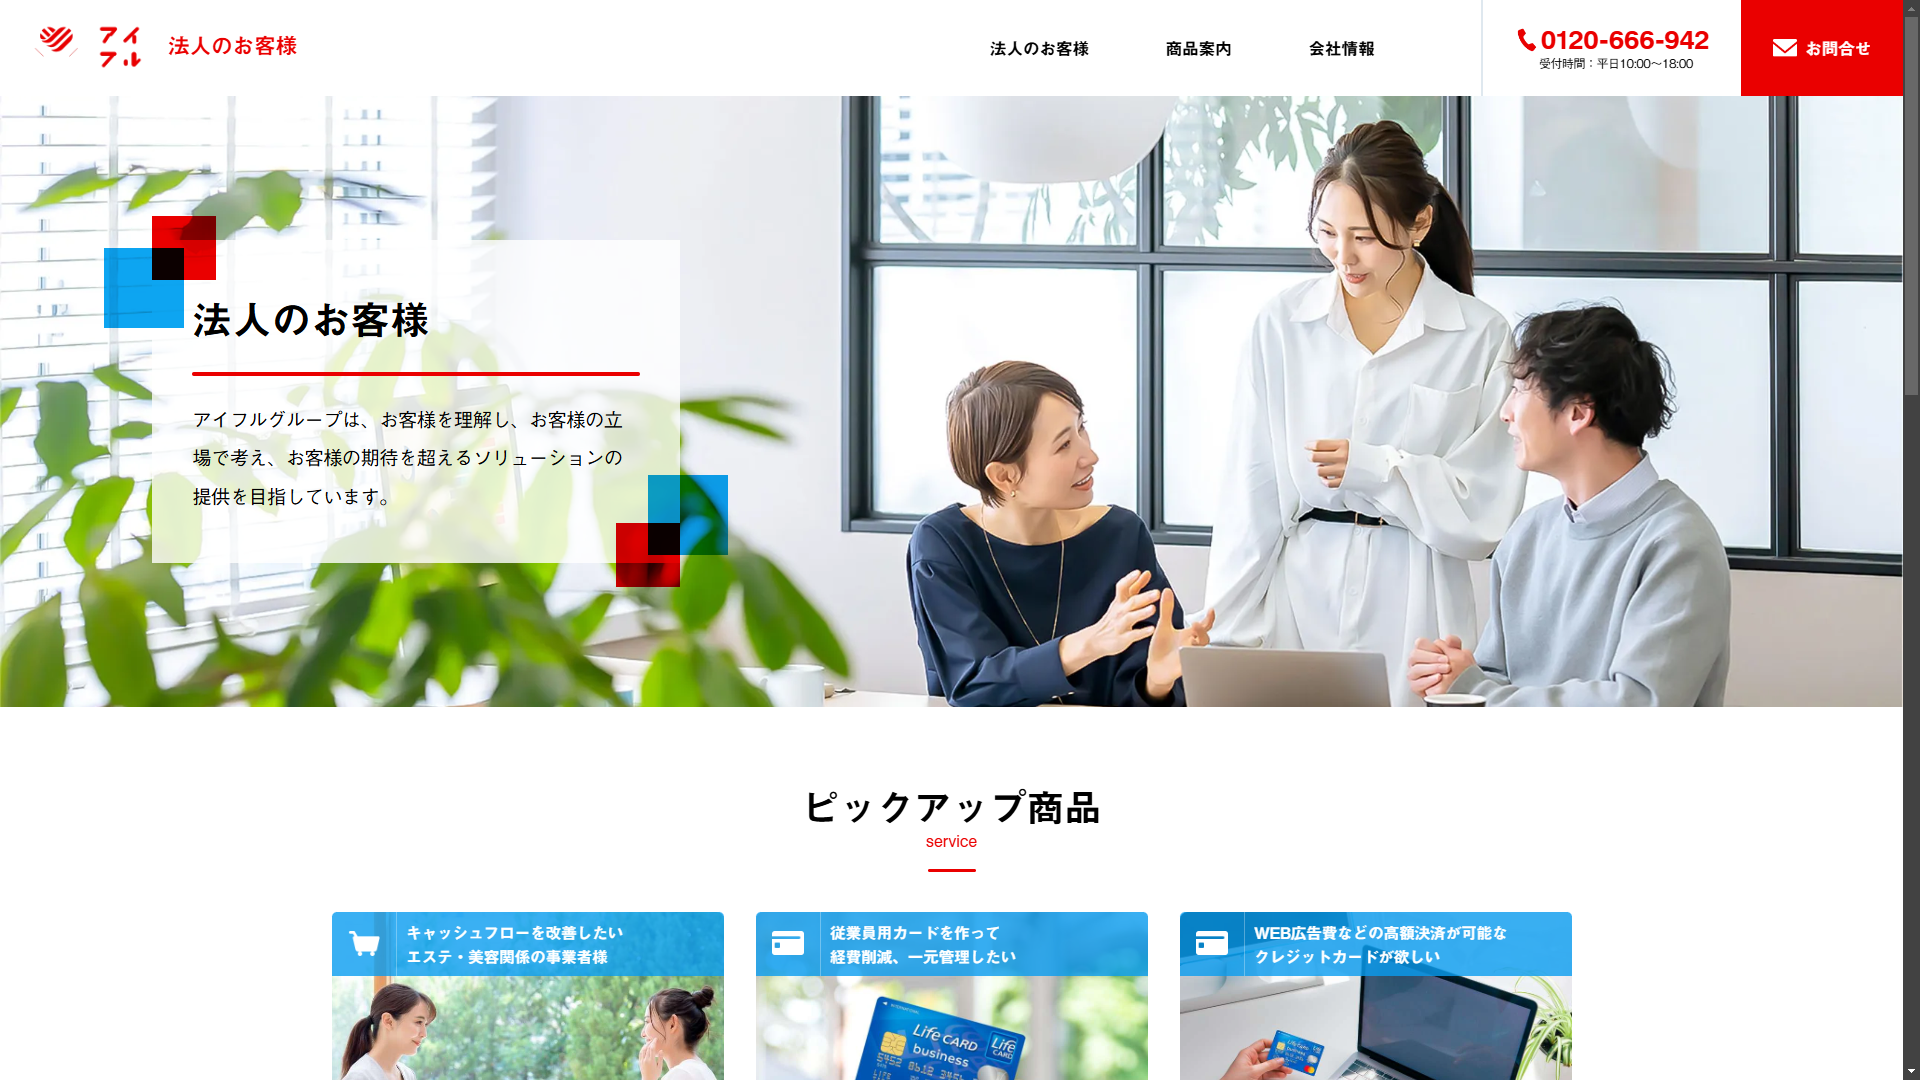 アイ
フル
法人のお客様
法人のお客様
商品案内
会社情報
0120-666-942
受付時間：平日10:00～18:00
お問合せ
法人のお客様
アイフルグループは、お客様を理解し、お客様の立
場で考え、お客様の期待を超えるソリューションの
提供を目指しています。
ピックアップ商品
service
キャッシュフローを改善したい
エステ・美容関係の事業者様
従業員用カードを作って
経費削減、一元管理したい
WEB広告費などの高額決済が可能な
クレジットカードが欲しい
Life CARD
business
Life
CARD